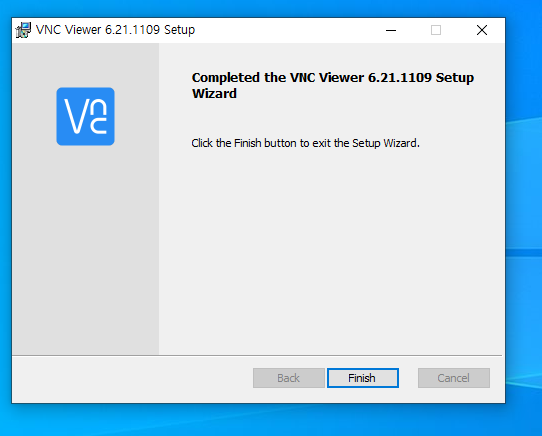 VNC Viewer 6.21.1109 Setup
Completed the VNC Viewer 6.21.1109 Setup
Wizard
Vnc
Click the Finish button to exit the Setup Wizard.
Back
Finish
Cancel